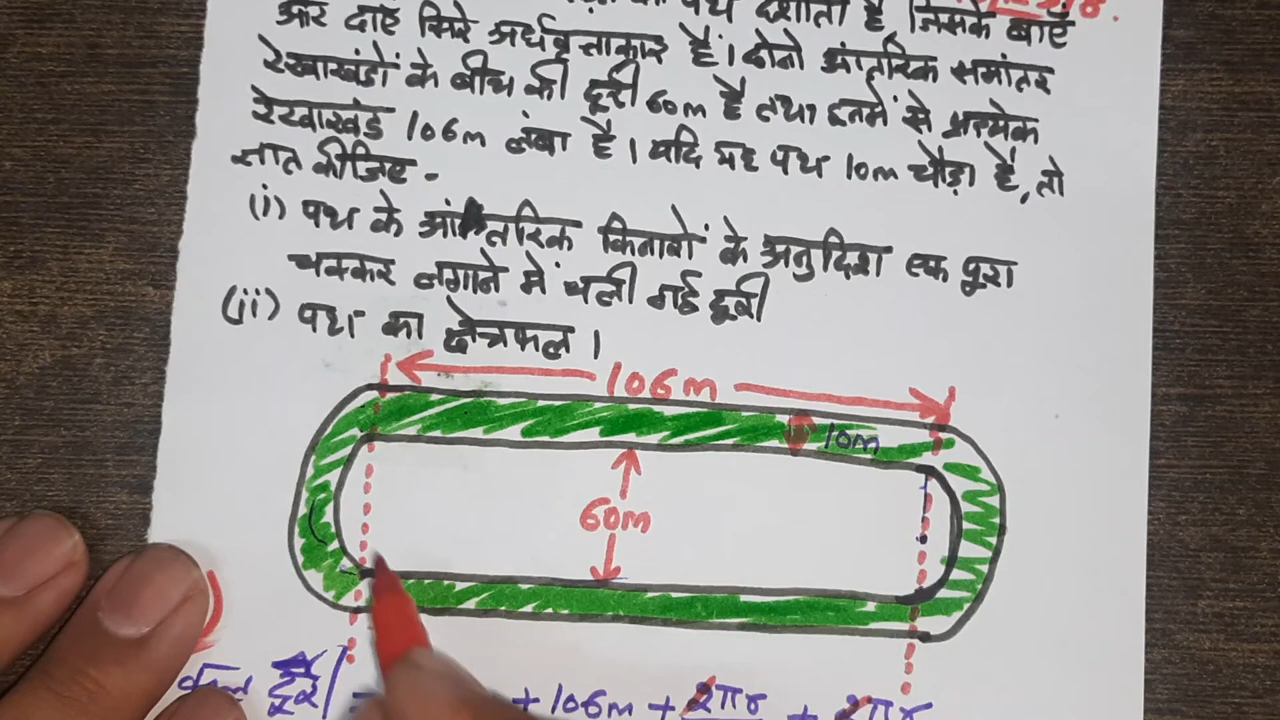 और दाएँ सिरे अर्धवृत्ताकार हैं। दोनो आंतरिक समांतर
रेखाखंडों के बीच की दूरी 60m है तथा इनमें से प्रत्येक
रेखाखंड 106m लंबा है। यदि यह पथ 10m चौड़ा है, तो
ज्ञात कीजिए -
(i) पथ के आंतरिक किनारों के अनुदिश एक पूरा
चक्कर लगाने में चली गई दूरी
(ii) पथ का क्षेत्रफल।
106m
10m
60m
+ 106m + 2πr + 2πr